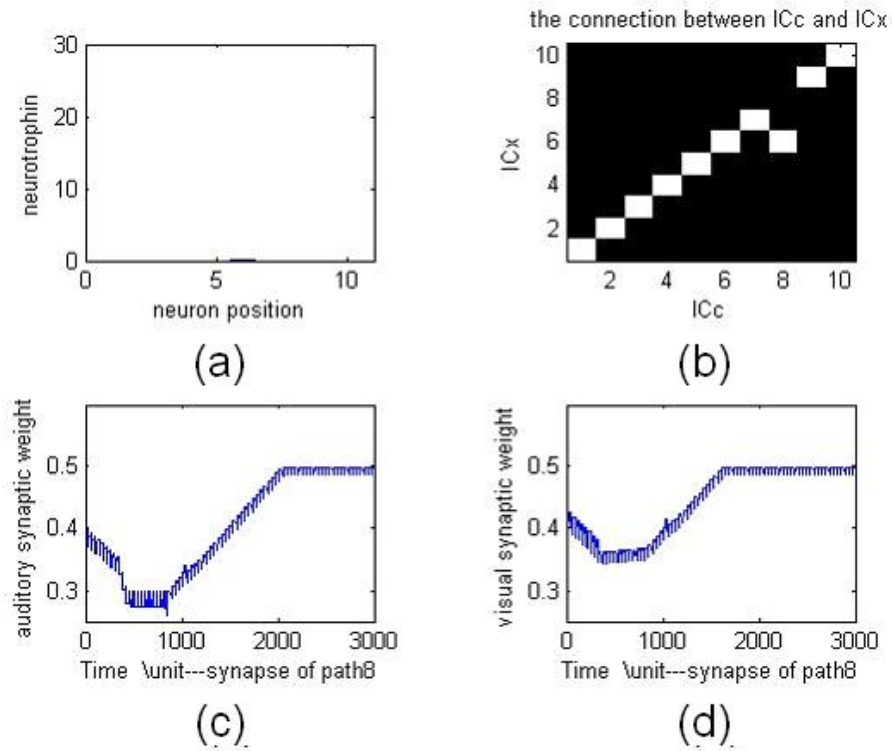 30
20
10
0
neurotrophin
0 5 10
neuron position
(a)
the connection between ICc and ICx
10
8
6
4
2
ICx
2 4 6 8 10
ICc
(b)
0.5
0.4
0.3
auditory synaptic weight
0 1000 2000 3000
Time \unit---synapse of path8
(c)
0.5
0.4
0.3
visual synaptic weight
0 1000 2000 3000
Time \unit---synapse of path8
(d)